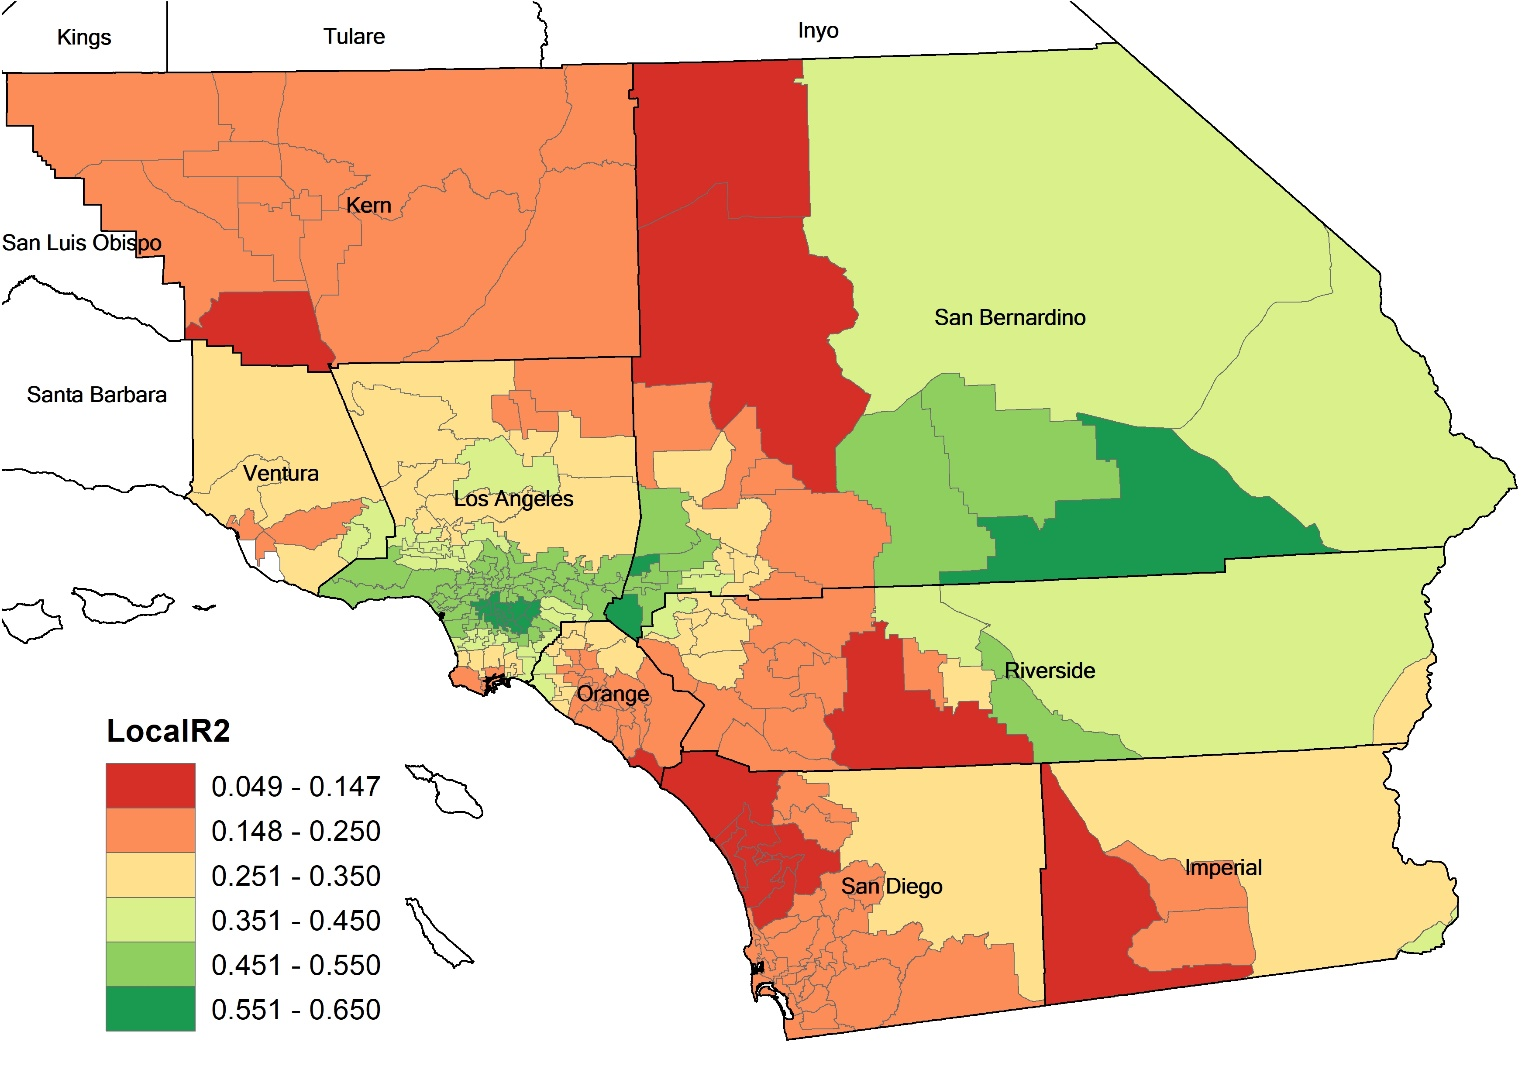 Kings
Tulare
Inyo
Kern
San Luis Obispo
San Bernardino
Santa Barbara
Ventura
Los Angeles
Riverside
Orange
LocalR2
0.049 - 0.147
0.148 - 0.250
0.251 - 0.350
0.351 - 0.450
0.451 - 0.550
0.551 - 0.650
San Diego
Imperial